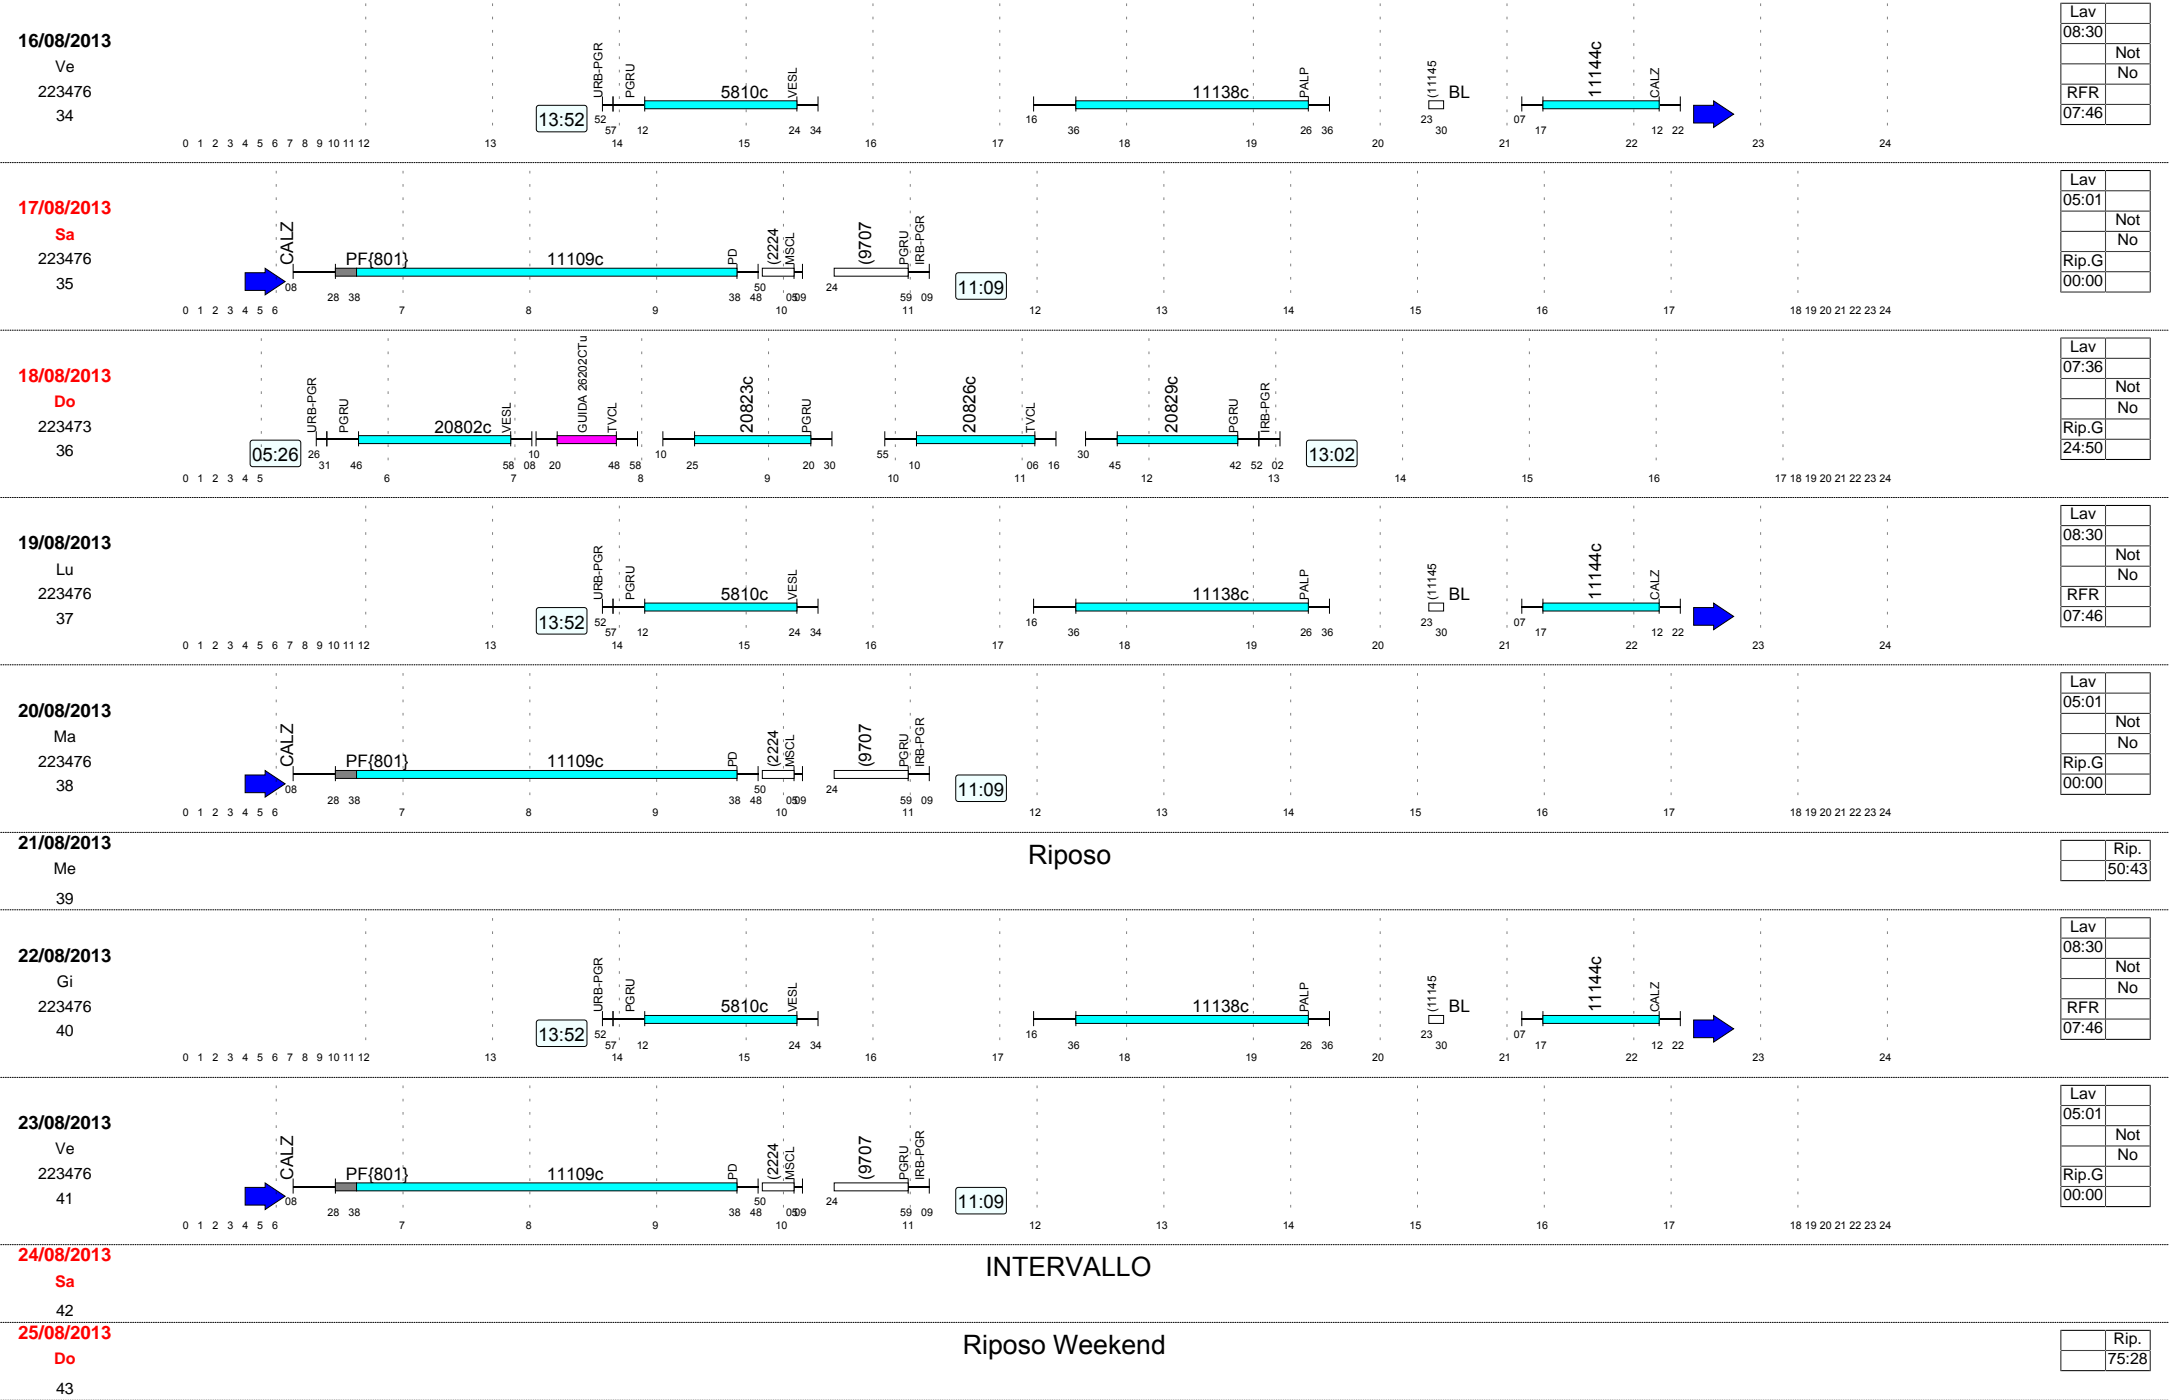 16/08/2013
Ve
223476
34
13:52
URB-PGR PGRU 5810c VESL 11138c PALP (11145 BL 11144c CALZ
52 57 12 24 34 16 36 26 36 23 30 07 17 12 22
0 1 2 3 4 5 6 7 8 9 10 11 12 13 14 15 16 17 18 19 20 21 22 23 24
Lav
08:30
Not
No
RFR
07:46
17/08/2013
Sa
223476
35
CALZ PF{801} 11109c PD (2224 MSCL (9707 PGRU IRB-PGR
08 28 38 38 48 50 05 09 24 59 09
11:09
0 1 2 3 4 5 6 7 8 9 10 11 12 13 14 15 16 17 18 19 20 21 22 23 24
Lav
05:01
Not
No
Rip.G
00:00
18/08/2013
Do
223473
36
05:26
URB-PGR PGRU 20802c VESL GUIDA 26202CTu TVCL 20823c PGRU 20826c TVCL 20829c PGRU IRB-PGR
26 31 46 58 08 10 20 48 58 10 25 20 30 55 10 06 16 30 45 42 52 02
13:02
0 1 2 3 4 5 6 7 8 9 10 11 12 13 14 15 16 17 18 19 20 21 22 23 24
Lav
07:36
Not
No
Rip.G
24:50
19/08/2013
Lu
223476
37
13:52
URB-PGR PGRU 5810c VESL 11138c PALP (11145 BL 11144c CALZ
52 57 12 24 34 16 36 26 36 23 30 07 17 12 22
0 1 2 3 4 5 6 7 8 9 10 11 12 13 14 15 16 17 18 19 20 21 22 23 24
Lav
08:30
Not
No
RFR
07:46
20/08/2013
Ma
223476
38
CALZ PF{801} 11109c PD (2224 MSCL (9707 PGRU IRB-PGR
08 28 38 38 48 50 05 09 24 59 09
11:09
0 1 2 3 4 5 6 7 8 9 10 11 12 13 14 15 16 17 18 19 20 21 22 23 24
Lav
05:01
Not
No
Rip.G
00:00
21/08/2013
Me
39
Riposo
Rip.
50:43
22/08/2013
Gi
223476
40
13:52
URB-PGR PGRU 5810c VESL 11138c PALP (11145 BL 11144c CALZ
52 57 12 24 34 16 36 26 36 23 30 07 17 12 22
0 1 2 3 4 5 6 7 8 9 10 11 12 13 14 15 16 17 18 19 20 21 22 23 24
Lav
08:30
Not
No
RFR
07:46
23/08/2013
Ve
223476
41
CALZ PF{801} 11109c PD (2224 MSCL (9707 PGRU IRB-PGR
08 28 38 38 48 50 05 09 24 59 09
11:09
0 1 2 3 4 5 6 7 8 9 10 11 12 13 14 15 16 17 18 19 20 21 22 23 24
Lav
05:01
Not
No
Rip.G
00:00
24/08/2013
Sa
42
INTERVALLO
25/08/2013
Do
43
Riposo Weekend
Rip.
75:28